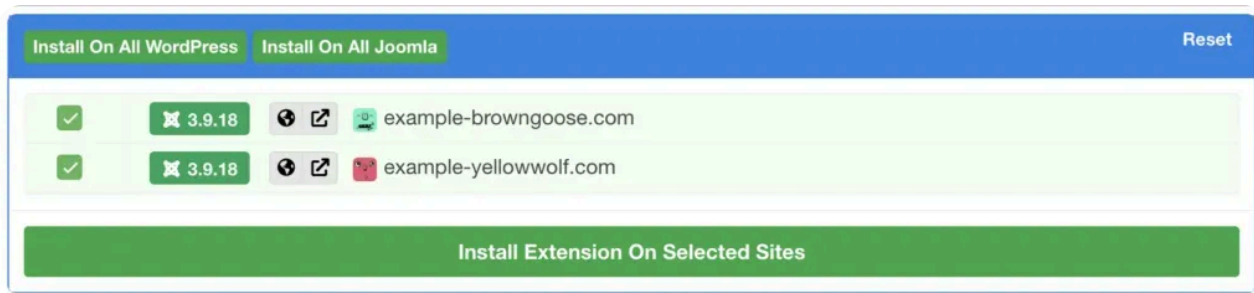 Install On All WordPress Install On All Joomla Reset
3.9.18 example-browngoose.com
3.9.18 example-yellowwolf.com
Install Extension On Selected Sites